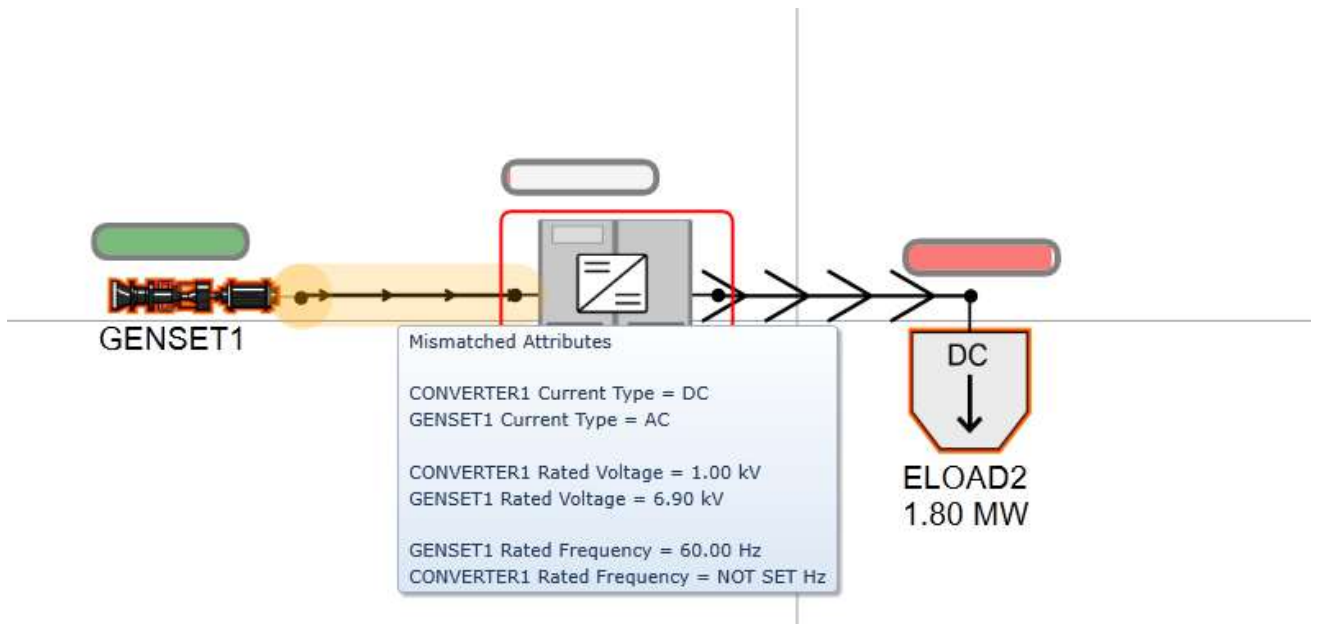 GENSET1
Mismatched Attributes
CONVERTER1 Current Type = DC
GENSET1 Current Type = AC
CONVERTER1 Rated Voltage = 1.00 kV
GENSET1 Rated Voltage = 6.90 kV
GENSET1 Rated Frequency = 60.00 Hz
CONVERTER1 Rated Frequency = NOT SET Hz
DC
ELOAD2
1.80 MW